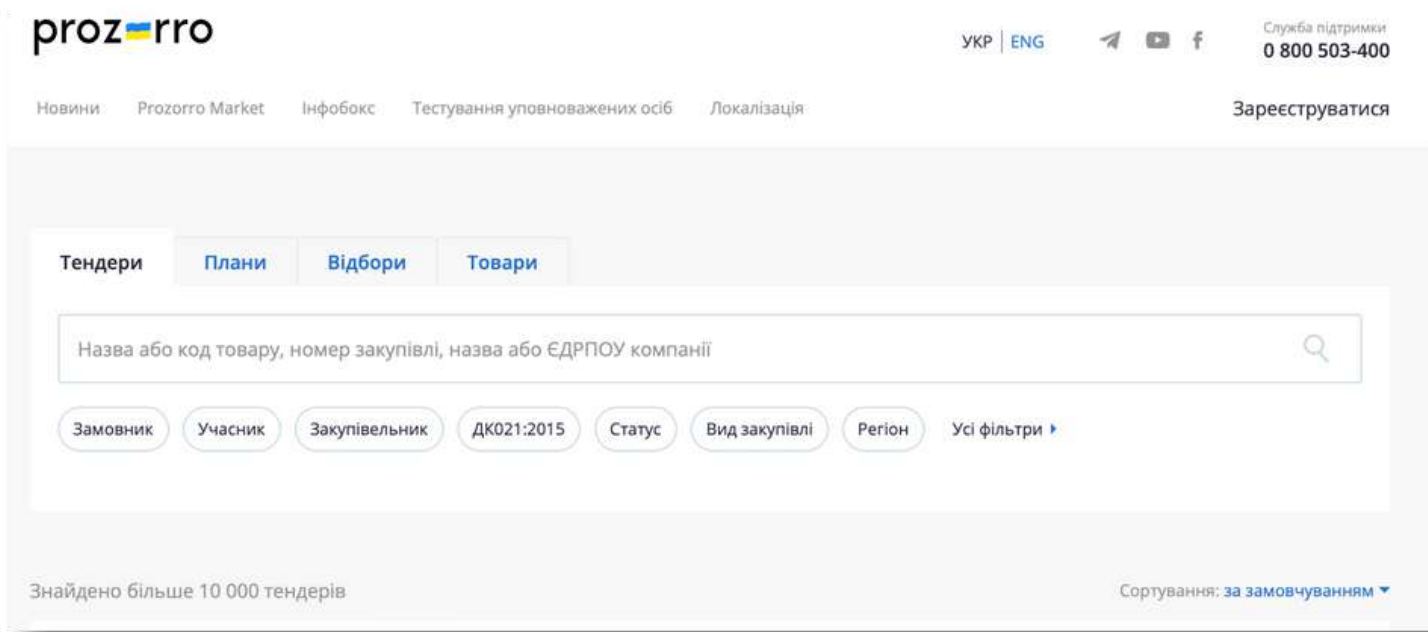 prozorro
УКР | ENG
Служба підтримки
0 800 503-400
Новини Prozorro Market Інфобокс Тестування уповноважених осіб Локалізація Зареєструватися
Тендери Плани Відбори Товари
Назва або код товару, номер закупівлі, назва або ЄДРПОУ компанії
Замовник Учасник Закупівельник ДК021:2015 Статус Вид закупівлі Регіон Усі фільтри
Знайдено більше 10 000 тендерів Сортування: за замовчуванням